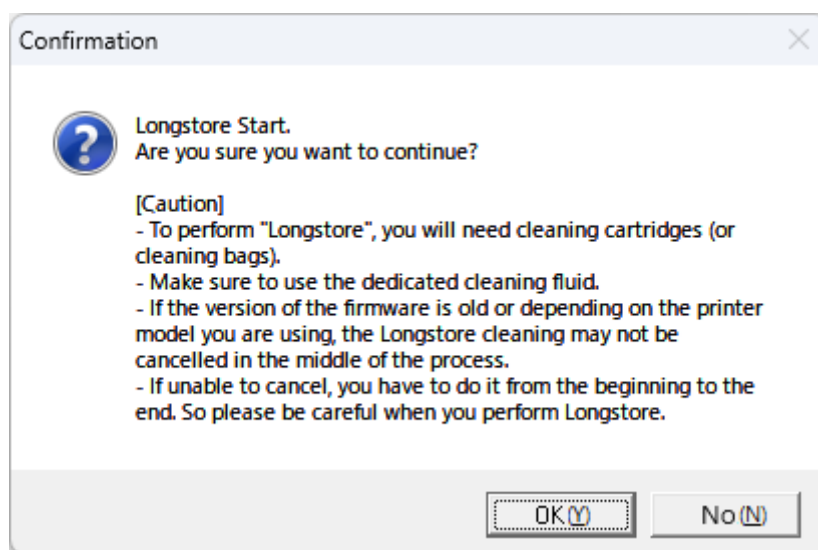 Confirmation
Longstore Start.
Are you sure you want to continue?
[Caution]
- To perform "Longstore", you will need cleaning cartridges (or
cleaning bags).
- Make sure to use the dedicated cleaning fluid.
- If the version of the firmware is old or depending on the printer
model you are using, the Longstore cleaning may not be
cancelled in the middle of the process.
- If unable to cancel, you have to do it from the beginning to the
end. So please be careful when you perform Longstore.
OK(Y) No(N)